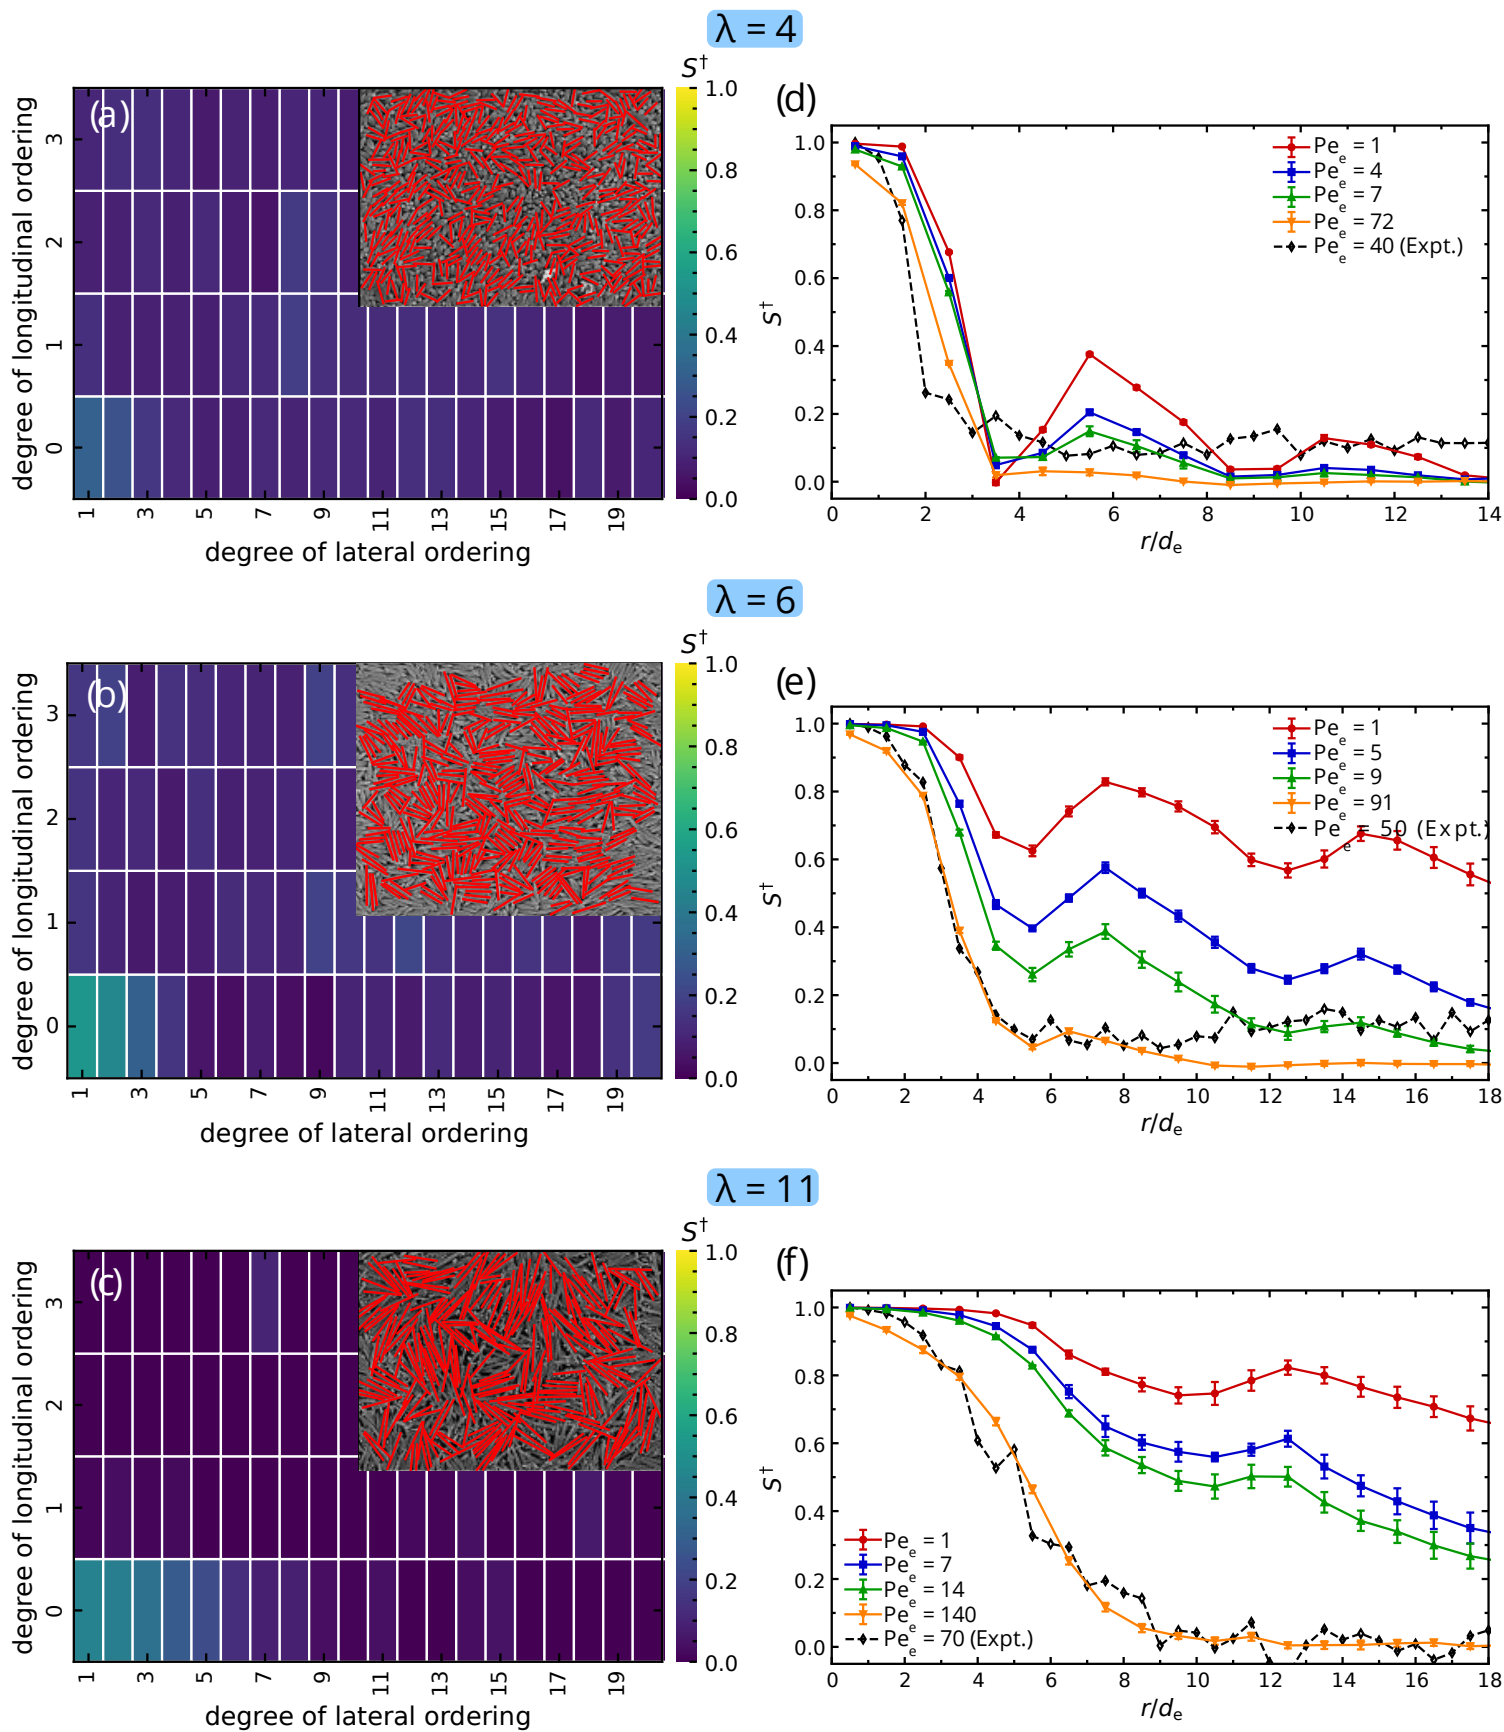 λ = 4
(a)
degree of longitudinal ordering
3
2
1
0
1 3 5 7 9 11 13 15 17 19
degree of lateral ordering
S†
1.0
0.8
0.6
0.4
0.2
0.0
(d)
S†
1.0
0.8
0.6
0.4
0.2
0.0
Peₑ = 1
Peₑ = 4
Peₑ = 7
Peₑ = 72
Peₑ = 40 (Expt.)
0 2 4 6 8 10 12 14
r/dₑ
λ = 6
(b)
degree of longitudinal ordering
3
2
1
0
1 3 5 7 9 11 13 15 17 19
degree of lateral ordering
S†
1.0
0.8
0.6
0.4
0.2
0.0
(e)
S†
1.0
0.8
0.6
0.4
0.2
0.0
Peₑ = 1
Peₑ = 5
Peₑ = 9
Peₑ = 91
Peₑ = 50 (Expt.)
0 2 4 6 8 10 12 14 16 18
r/dₑ
λ = 11
(c)
degree of longitudinal ordering
3
2
1
0
1 3 5 7 9 11 13 15 17 19
degree of lateral ordering
S†
1.0
0.8
0.6
0.4
0.2
0.0
(f)
S†
1.0
0.8
0.6
0.4
0.2
0.0
Peₑ = 1
Peₑ = 7
Peₑ = 14
Peₑ = 140
Peₑ = 70 (Expt.)
0 2 4 6 8 10 12 14 16 18
r/dₑ